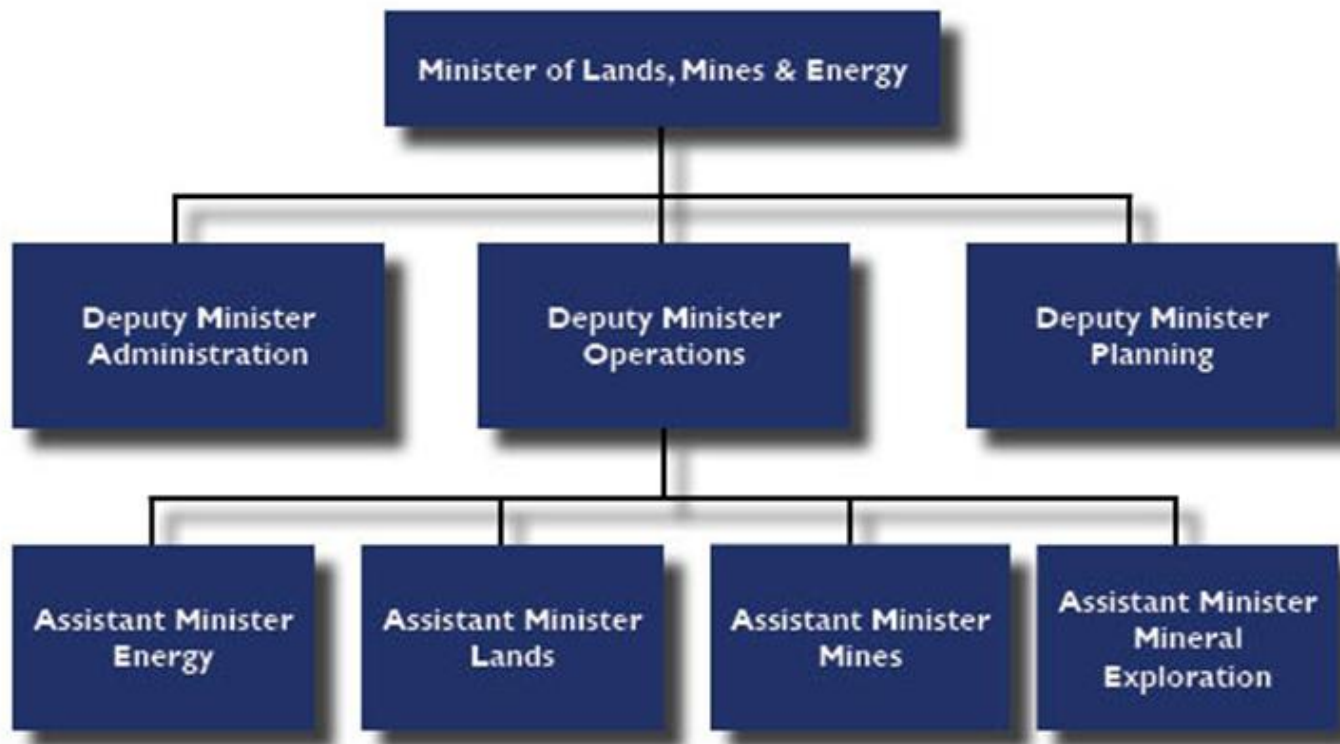 Minister of Lands, Mines & Energy
Deputy Minister
Administration
Deputy Minister
Operations
Deputy Minister
Planning
Assistant Minister
Energy
Assistant Minister
Lands
Assistant Minister
Mines
Assistant Minister
Mineral
Exploration